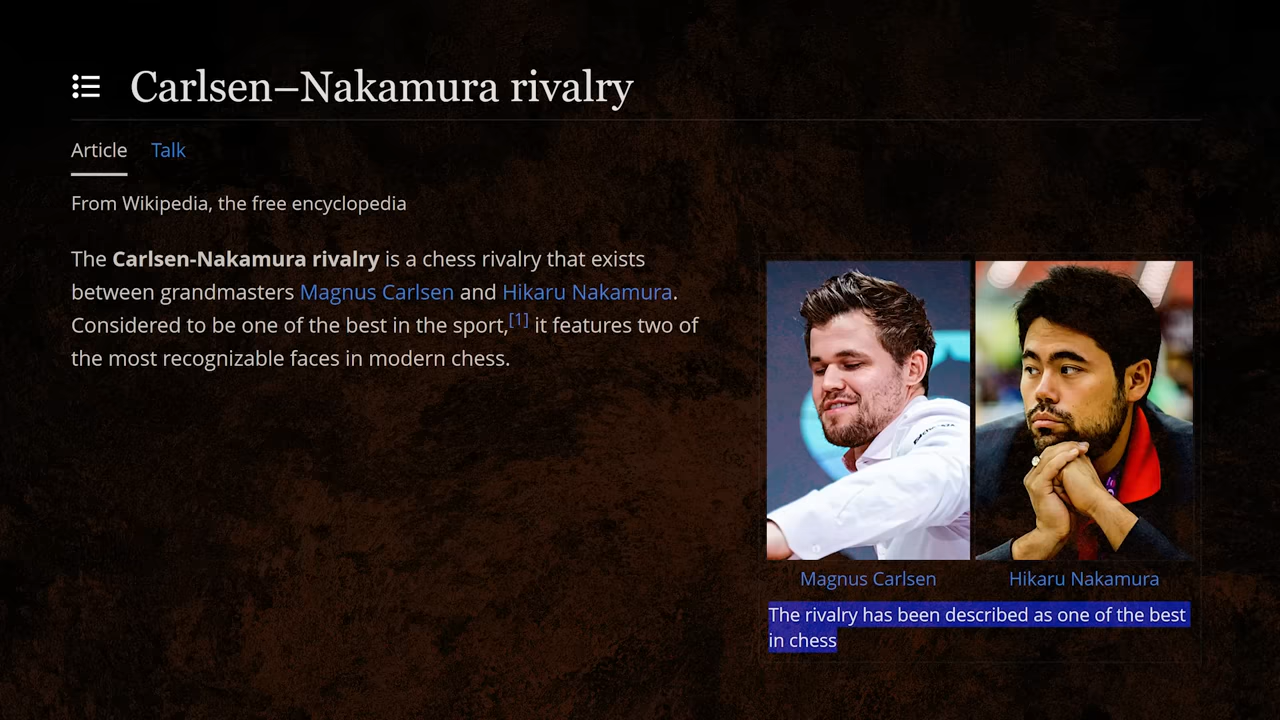 Carlsen–Nakamura rivalry
Article Talk
From Wikipedia, the free encyclopedia
The Carlsen-Nakamura rivalry is a chess rivalry that exists
between grandmasters Magnus Carlsen and Hikaru Nakamura.
Considered to be one of the best in the sport,[1] it features two of
the most recognizable faces in modern chess.
Magnus Carlsen Hikaru Nakamura
The rivalry has been described as one of the best
in chess